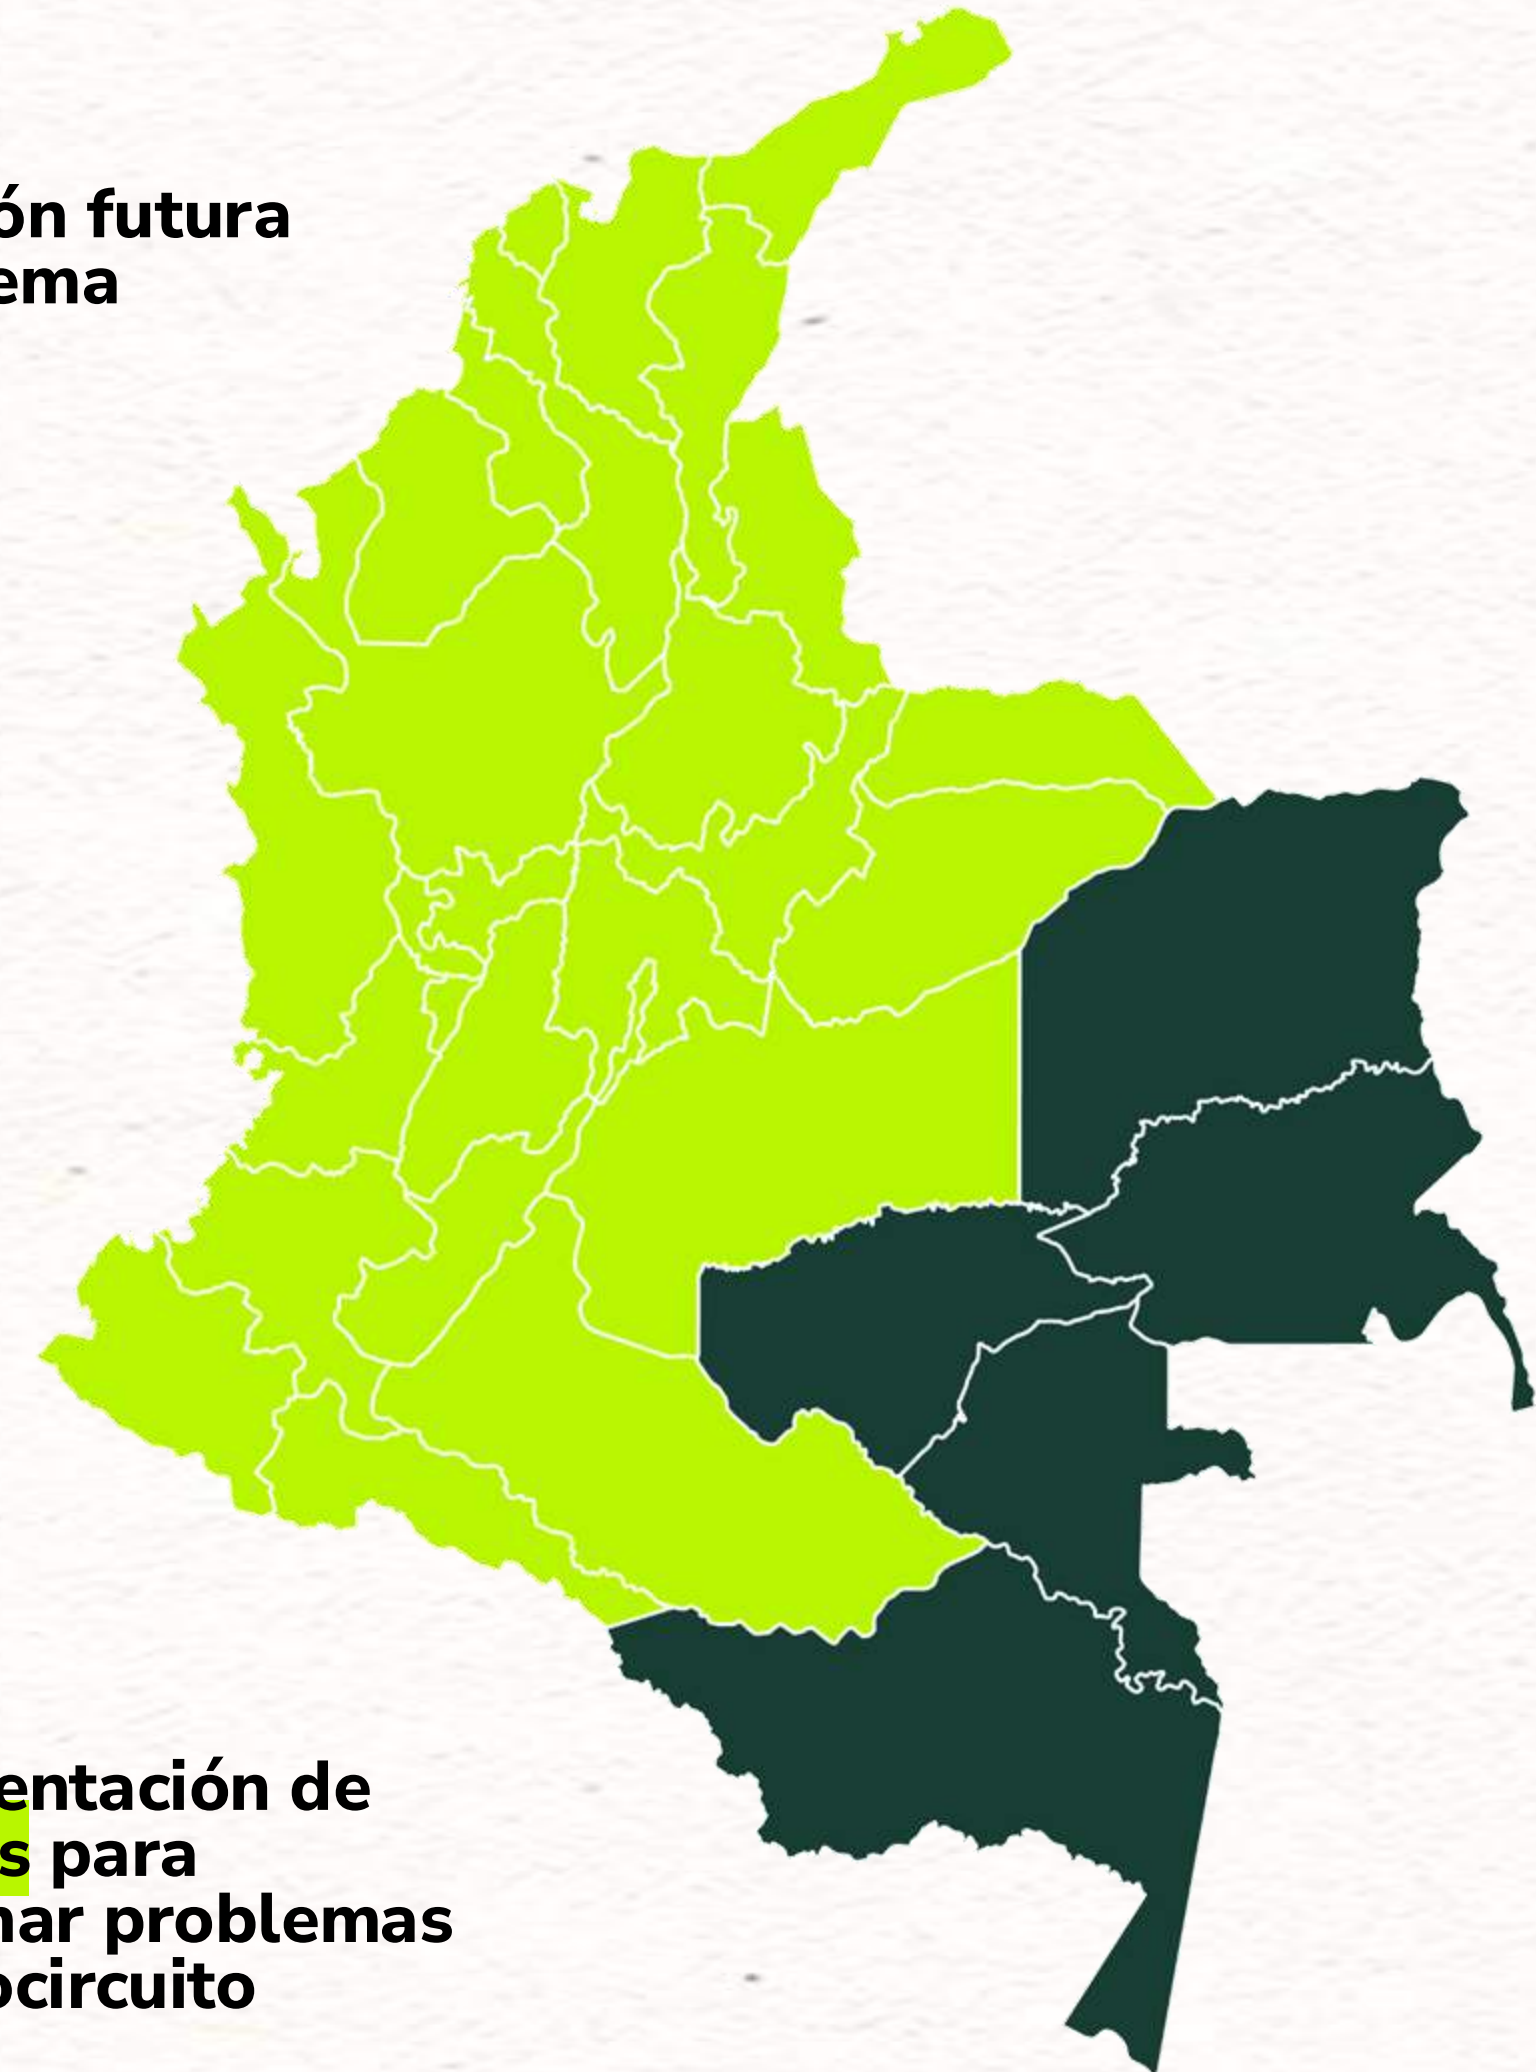 ón futura
ema
entación de
s para
nar problemas
ocircuito